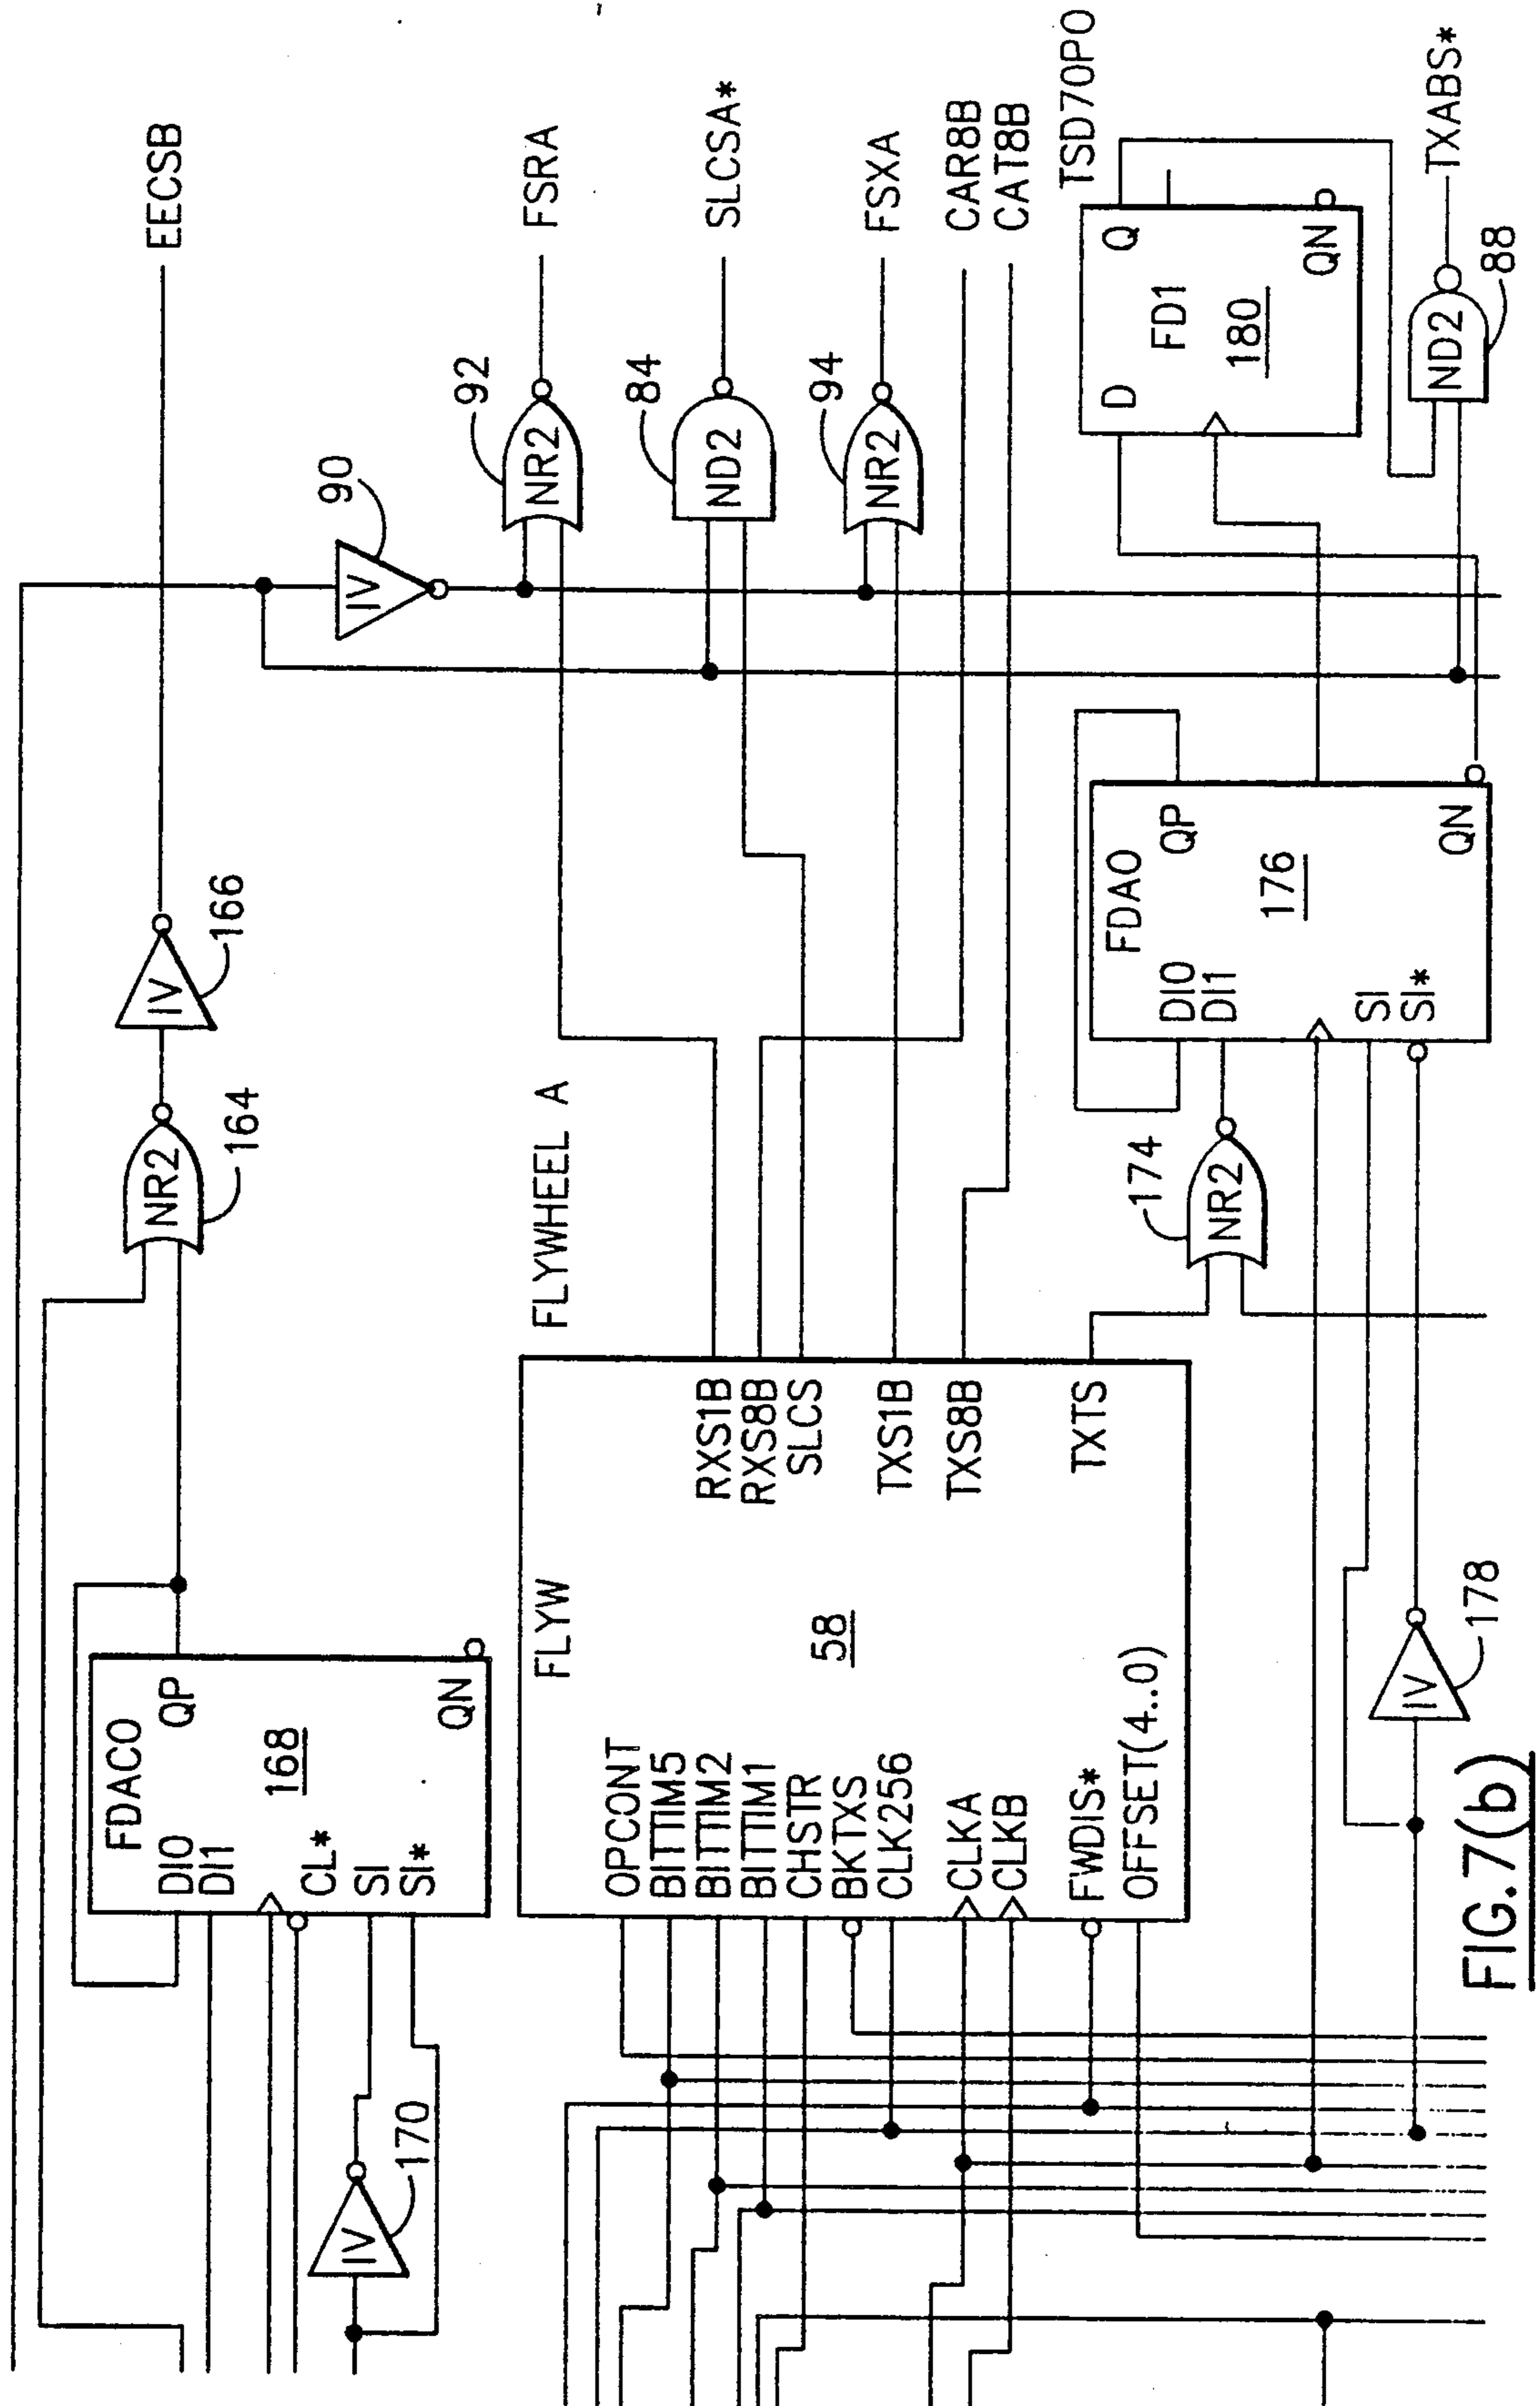 EECSB
FDACO
DI0
DI1
CL*
SI
SI*
QP
QN
168
IV
170
NR2
164
IV
166
IV
90
NR2
92
FSRA
ND2
84
SLCSA*
NR2
94
FSXA
CAR8B
CAT8B
FLYWHEEL A
FLYW
58
OPCONT
BITTIM5
BITTIM2
BITTIM1
CHSTR
BKTXS
CLK256
CLKA
CLKB
FWDIS*
OFFSET(4..0)
RXS1B
RXS8B
SLCS
TXS1B
TXS8B
TXTS
174
NR2
IV
178
FDAO
DI0
DI1
SI
SI*
QP
QN
176
TSD70P0
FD1
D
Q
QN
180
ND2
88
TXABS*
FIG.7(b)